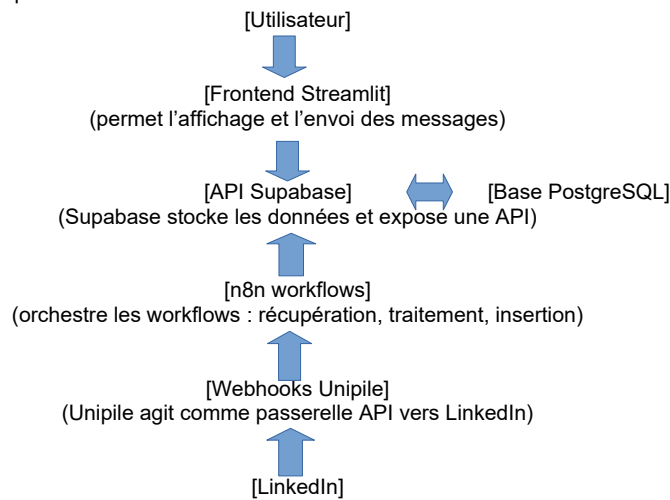 [Utilisateur]
[Frontend Streamlit]
(permet l'affichage et l'envoi des messages)
[API Supabase] [Base PostgreSQL]
(Supabase stocke les données et expose une API)
[n8n workflows]
(orchestre les workflows : récupération, traitement, insertion)
[Webhooks Unipile]
(Unipile agit comme passerelle API vers LinkedIn)
[LinkedIn]